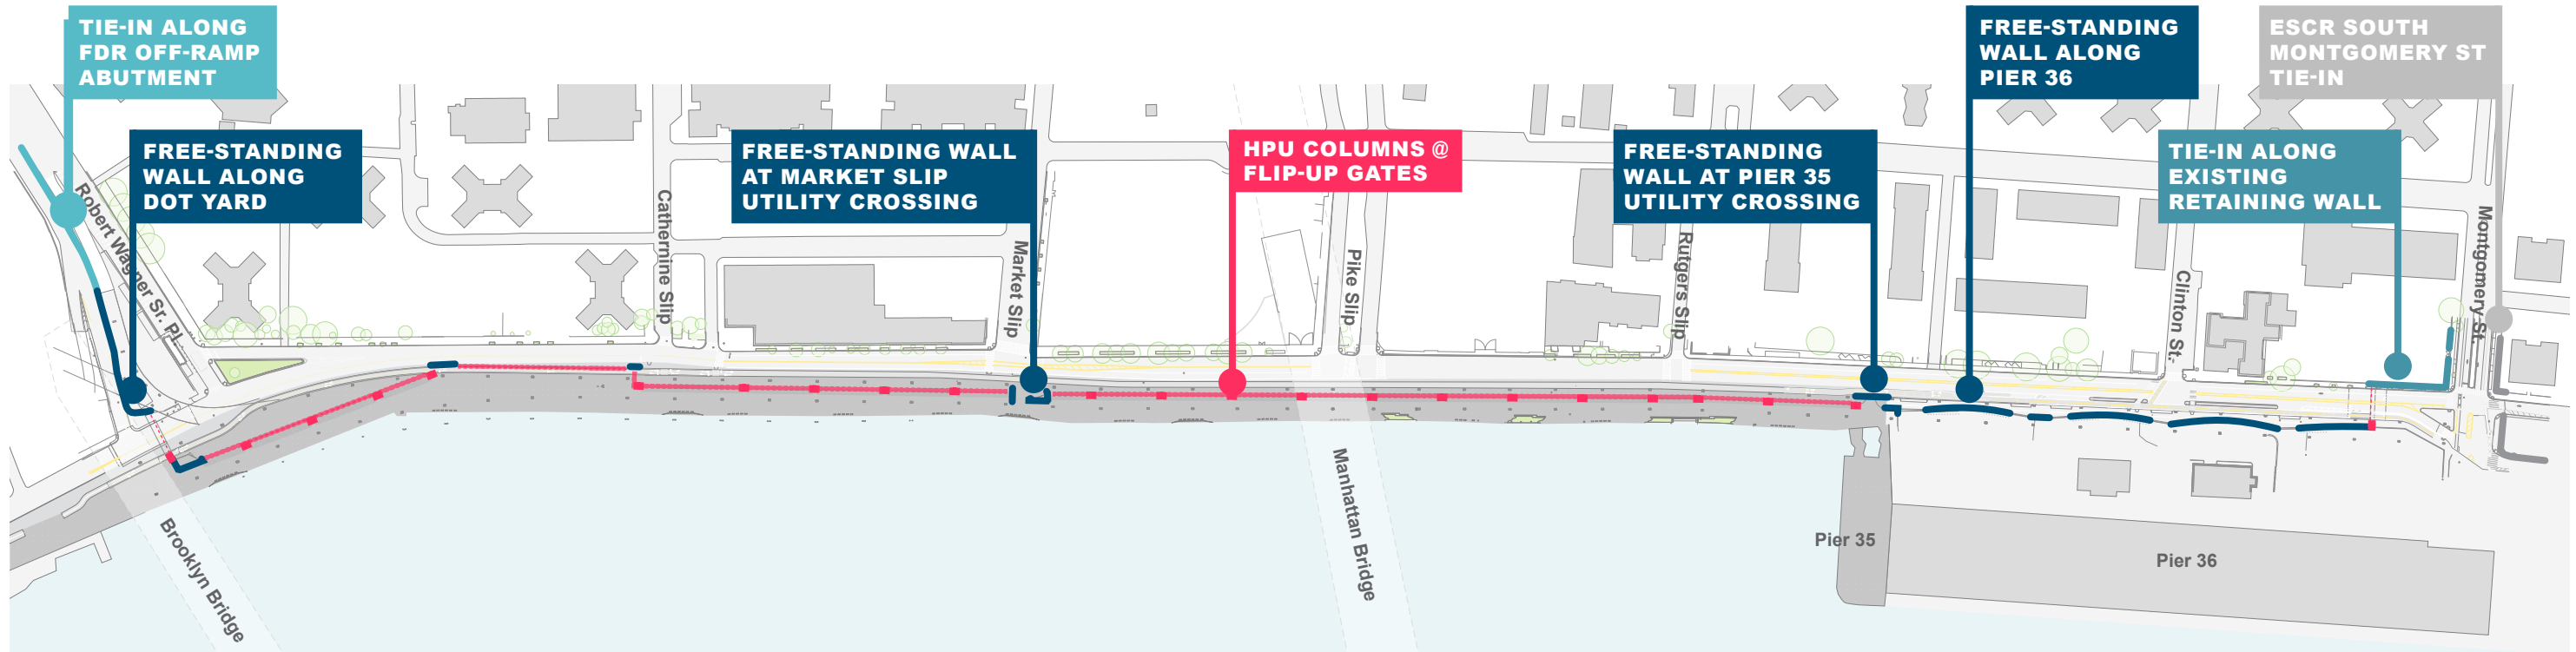 TIE-IN ALONG
FDR OFF-RAMP
ABUTMENT
FREE-STANDING
WALL ALONG
DOT YARD
FREE-STANDING WALL
AT MARKET SLIP
UTILITY CROSSING
HPU COLUMNS @
FLIP-UP GATES
FREE-STANDING
WALL AT PIER 35
UTILITY CROSSING
FREE-STANDING
WALL ALONG
PIER 36
TIE-IN ALONG
EXISTING
RETAINING WALL
ESCR SOUTH
MONTGOMERY ST
TIE-IN
Robert Wagner Sr. Pl.
Cathernine Slip
Market Slip
Pike Slip
Rutgers Slip
Clinton St.
Montgomery St.
Brooklyn Bridge
Manhattan Bridge
Pier 35
Pier 36